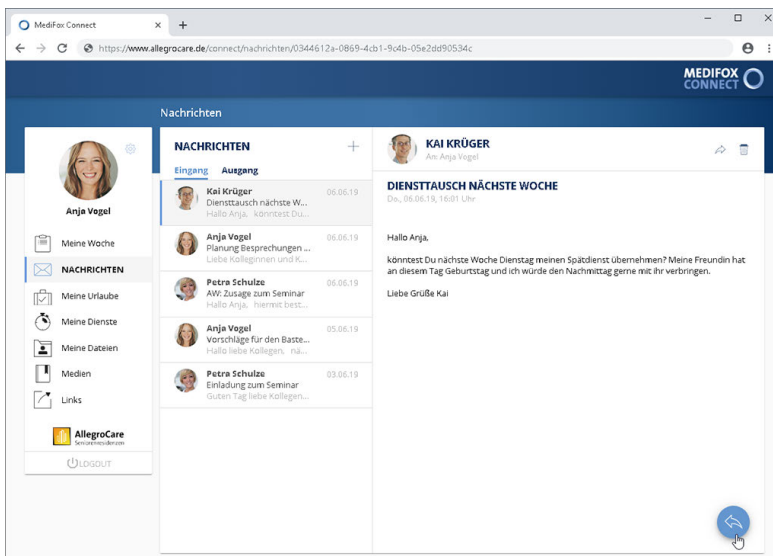 MediFox Connect
https://www.allegrocare.de/connect/nachrichten/0344612a-0869-4cb1-9c4b-05e2dd90534c
MEDIFOX
CONNECT
Nachrichten
Anja Vogel
Meine Woche
NACHRICHTEN
Meine Urlaube
Meine Dienste
Meine Dateien
Medien
Links
AllegroCare
Seniorenresidenzen
LOGOUT
NACHRICHTEN
Eingang Ausgang
Kai Krüger 06.06.19
Diensttausch nächste W...
Hallo Anja, könntest Du...
Anja Vogel 06.06.19
Planung Besprechungen ...
Liebe Kolleginnen und K...
Petra Schulze 06.06.19
AW: Zusage zum Seminar
Hallo Anja, hiermit best...
Anja Vogel 05.06.19
Vorschläge für den Baste...
Hallo liebe Kollegen, nä...
Petra Schulze 03.06.19
Einladung zum Seminar
Guten Tag liebe Kollegen...
KAI KRÜGER
An: Anja Vogel
DIENSTTAUSCH NÄCHSTE WOCHE
Do., 06.06.19, 16:01 Uhr
Hallo Anja,
könntest Du nächste Woche Dienstag meinen Spätdienst übernehmen? Meine Freundin hat
an diesem Tag Geburtstag und ich würde den Nachmittag gerne mit ihr verbringen.
Liebe Grüße Kai